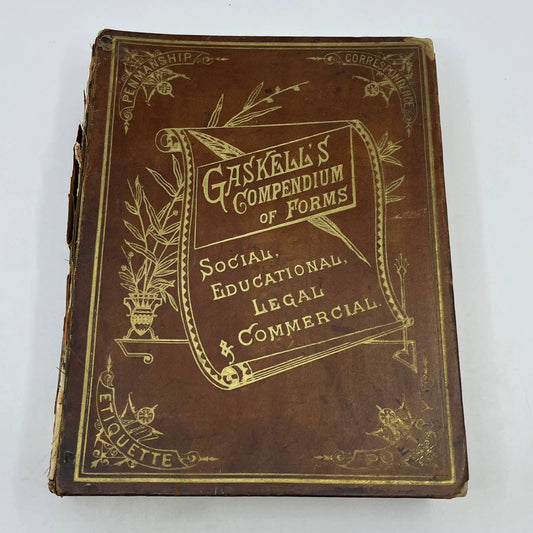 PENMANSHIP
CORRESPONDENCE
GASKELL'S
COMPENDIUM
OF FORMS
SOCIAL,
EDUCATIONAL,
LEGAL
& COMMERCIAL.
ETIQUETTE